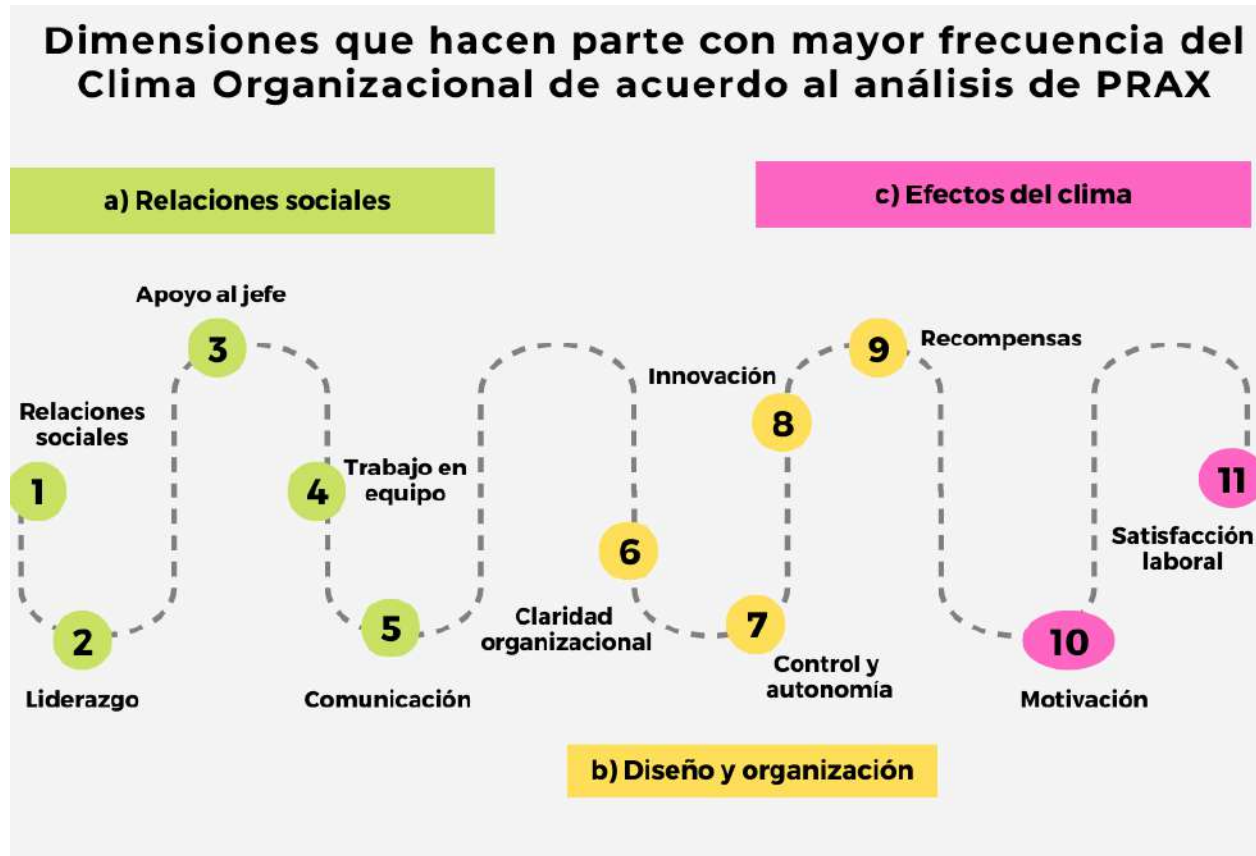 Dimensiones que hacen parte con mayor frecuencia del
Clima Organizacional de acuerdo al análisis de PRAX
a) Relaciones sociales
c) Efectos del clima
Apoyo al jefe
3
9
Recompensas
Innovación
8
Relaciones
sociales
1
4
Trabajo en
equipo
11
Satisfacción
laboral
6
Claridad
organizacional
2
Liderazgo
5
Comunicación
7
Control y
autonomía
10
Motivación
b) Diseño y organización